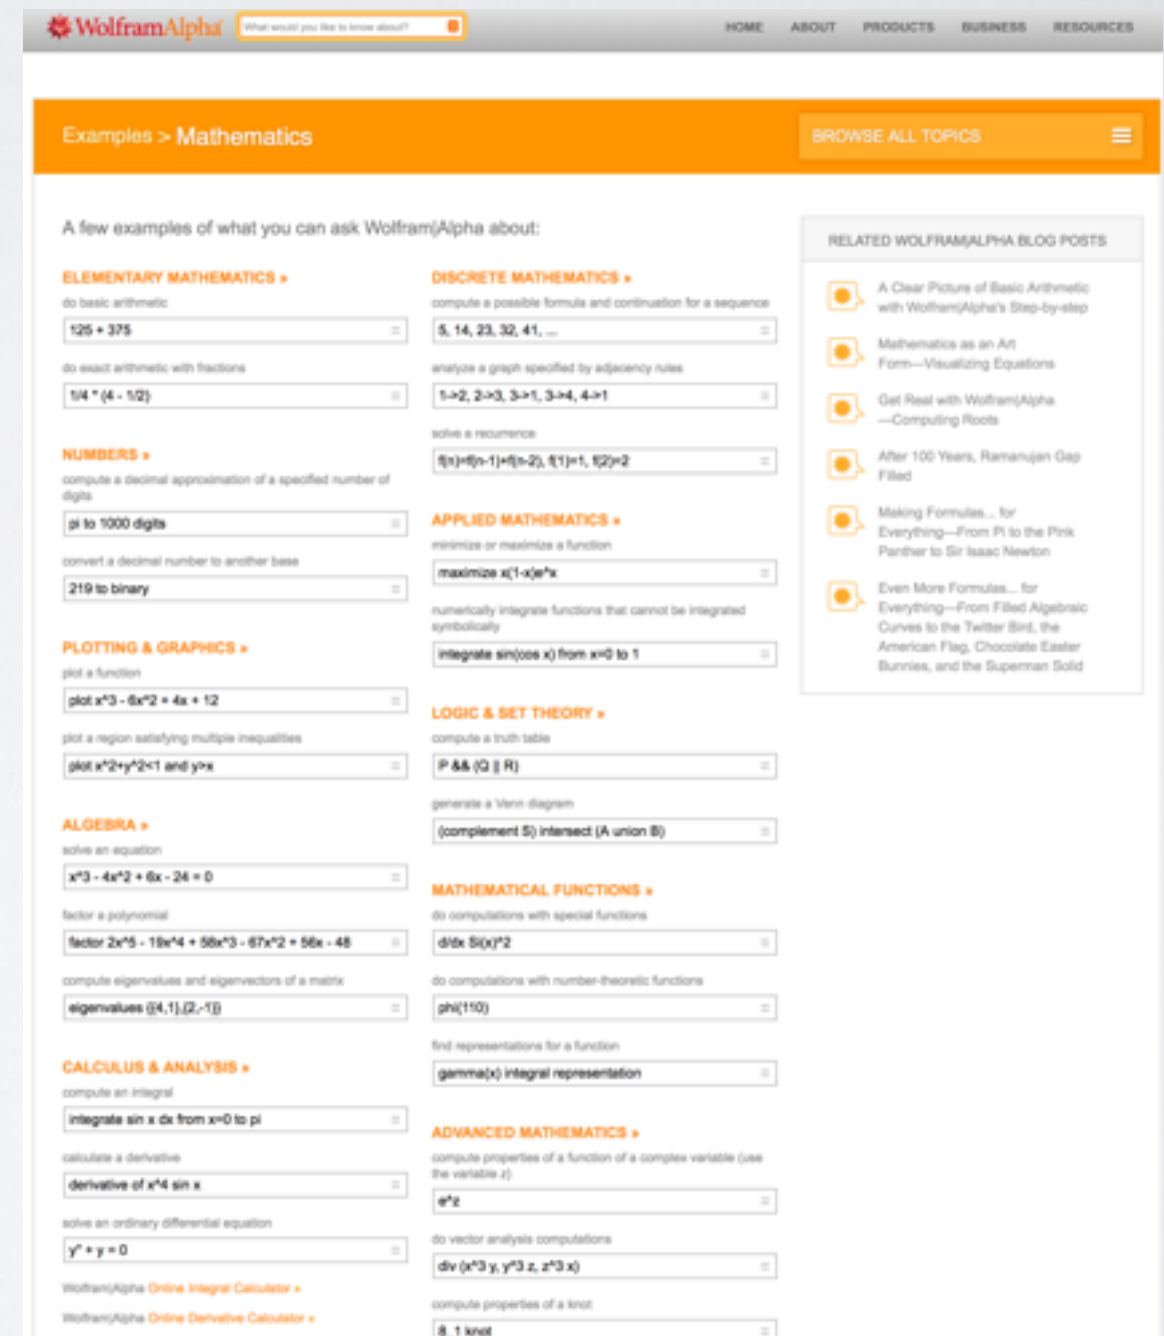 WolframAlpha
What would you like to know about?
HOME ABOUT PRODUCTS BUSINESS RESOURCES
Examples > Mathematics
BROWSE ALL TOPICS
A few examples of what you can ask Wolfram|Alpha about:
ELEMENTARY MATHEMATICS »
do basic arithmetic
125 + 375
do exact arithmetic with fractions
1/4 * (4 - 1/2)
NUMBERS »
compute a decimal approximation of a specified number of
digits
pi to 1000 digits
convert a decimal number to another base
219 to binary
PLOTTING & GRAPHICS »
plot a function
plot x^3 - 6x^2 + 4x + 12
plot a region satisfying multiple inequalities
plot x^2+y^2<1 and y>x
ALGEBRA »
solve an equation
x^3 - 4x^2 + 6x - 24 = 0
factor a polynomial
factor 2x^5 - 19x^4 + 58x^3 - 67x^2 + 56x - 48
compute eigenvalues and eigenvectors of a matrix
eigenvalues {{4,1},{2,-1}}
CALCULUS & ANALYSIS »
compute an integral
integrate sin x dx from x=0 to pi
calculate a derivative
derivative of x^4 sin x
solve an ordinary differential equation
y" + y = 0
Wolfram|Alpha Online Integral Calculator »
Wolfram|Alpha Online Derivative Calculator »
DISCRETE MATHEMATICS »
compute a possible formula and continuation for a sequence
5, 14, 23, 32, 41, ...
analyze a graph specified by adjacency rules
1->2, 2->3, 3->1, 3->4, 4->1
solve a recurrence
f(n)=f(n-1)+f(n-2), f(1)=1, f(2)=2
APPLIED MATHEMATICS »
minimize or maximize a function
maximize x(1-x)e^x
numerically integrate functions that cannot be integrated
symbolically
integrate sin(cos x) from x=0 to 1
LOGIC & SET THEORY »
compute a truth table
P && (Q || R)
generate a Venn diagram
(complement S) intersect (A union B)
MATHEMATICAL FUNCTIONS »
do computations with special functions
d/dx Si(x)^2
do computations with number-theoretic functions
phi(110)
find representations for a function
gamma(x) integral representation
ADVANCED MATHEMATICS »
compute properties of a function of a complex variable (use
the variable z)
e^z
do vector analysis computations
div (x^3 y, y^3 z, z^3 x)
compute properties of a knot
8_1 knot
RELATED WOLFRAM|ALPHA BLOG POSTS
A Clear Picture of Basic Arithmetic
with Wolfram|Alpha's Step-by-step
Mathematics as an Art
Form—Visualizing Equations
Get Real with Wolfram|Alpha
—Computing Roots
After 100 Years, Ramanujan Gap
Filled
Making Formulas... for
Everything—From Pi to the Pink
Panther to Sir Isaac Newton
Even More Formulas... for
Everything—From Filled Algebraic
Curves to the Twitter Bird, the
American Flag, Chocolate Easter
Bunnies, and the Superman Solid